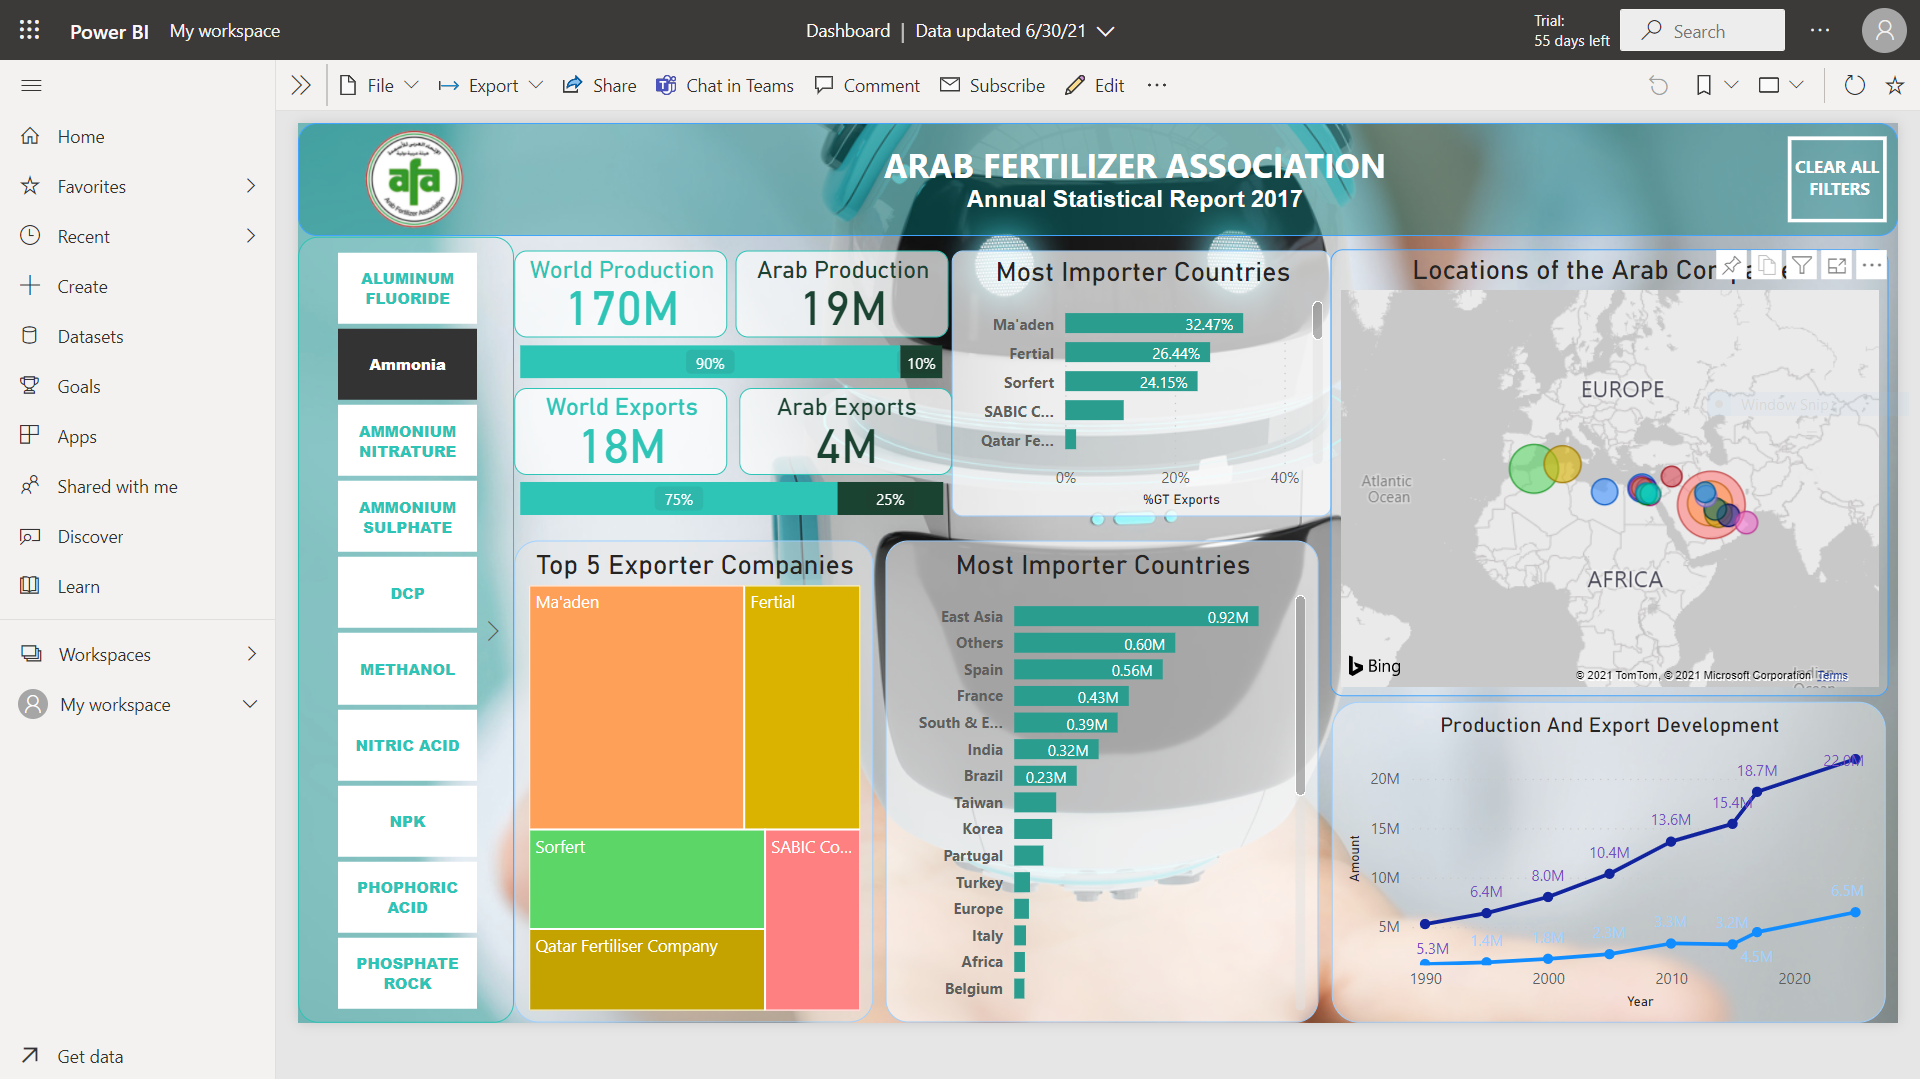 Power BI My workspace
Dashboard | Data updated 6/30/21
Trial:
55 days left
Search
File Export Share Chat in Teams Comment Subscribe Edit
Home
Favorites
Recent
Create
Datasets
Goals
Apps
Shared with me
Discover
Learn
Workspaces
My workspace
Get data
afa
Arab Fertilizer Association
ARAB FERTILIZER ASSOCIATION
Annual Statistical Report 2017
CLEAR ALL
FILTERS
ALUMINUM
FLUORIDE
Ammonia
AMMONIUM
NITRATURE
AMMONIUM
SULPHATE
DCP
METHANOL
NITRIC ACID
NPK
PHOPHORIC
ACID
PHOSPHATE
ROCK
World Production
170M
Arab Production
19M
90% 10%
World Exports
18M
Arab Exports
4M
75% 25%
Most Importer Countries
Ma'aden 32.47%
Fertial 26.44%
Sorfert 24.15%
SABIC C...
Qatar Fe...
0% 20% 40%
%GT Exports
Locations of the Arab Com
EUROPE
Window Snip
Atlantic
Ocean
AFRICA
Bing
© 2021 TomTom, © 2021 Microsoft Corporation Terms
Indian
Ocean
Top 5 Exporter Companies
Ma'aden
Fertial
Sorfert
SABIC Co...
Qatar Fertiliser Company
Most Importer Countries
East Asia 0.92M
Others 0.60M
Spain 0.56M
France 0.43M
South & E... 0.39M
India 0.32M
Brazil 0.23M
Taiwan
Korea
Partugal
Turkey
Europe
Italy
Africa
Belgium
Production And Export Development
Amount
20M
15M
10M
5M
5.3M
6.4M
8.0M
10.4M
13.6M
15.4M
18.7M
22.0M
1.4M
1.8M
3.3M
3.2M
4.5M
6.5M
1990 2000 2010 2020
Year